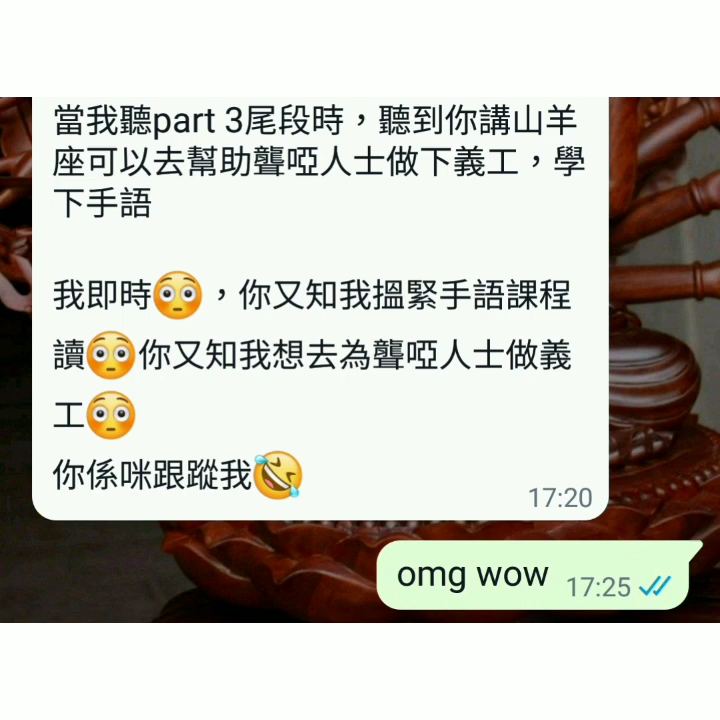 當我聽part 3尾段時，聽到你講山羊
座可以去幫助聾啞人士做下義工，學
下手語
我即時😳，你又知我搵緊手語課程
讀😳你又知我想去為聾啞人士做義
工😳
你係咪跟蹤我🤣
17:20
omg wow
17:25